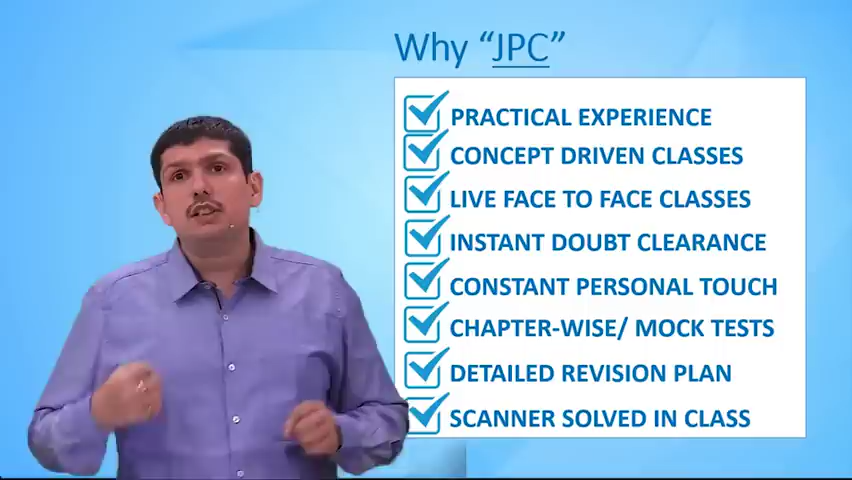 Why “JPC”
PRACTICAL EXPERIENCE
CONCEPT DRIVEN CLASSES
LIVE FACE TO FACE CLASSES
INSTANT DOUBT CLEARANCE
CONSTANT PERSONAL TOUCH
CHAPTER-WISE/ MOCK TESTS
DETAILED REVISION PLAN
SCANNER SOLVED IN CLASS